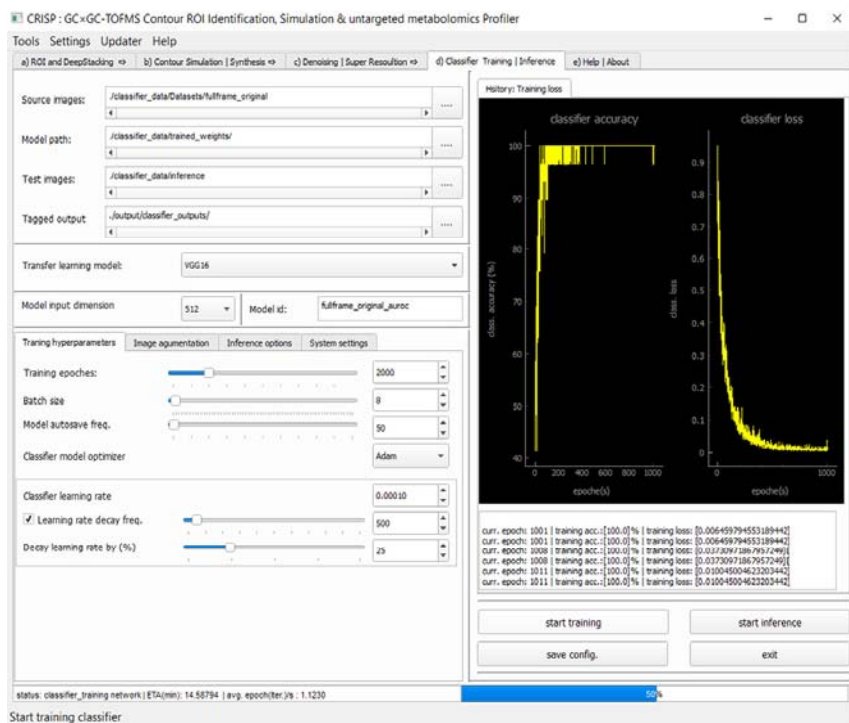 CRISP : GC×GC-TOFMS Contour ROI Identification, Simulation & untargeted metabolomics Profiler
Tools Settings Updater Help
a) ROI and DeepStacking ⇨ b) Contour Simulation | Synthesis ⇨ c) Denoising | Super Resoultion ⇨ d) Classifier Training | Inference e) Help | About
Source images: ./classifier_data/Datasets/fullframe_original ....
Model path: ./classifier_data/trained_weights/ ....
Test images: ./classifier_data/inference ....
Tagged output ./output/classifier_outputs/ ....
Transfer learning model: VGG16
Model input dimension 512 Model id: fullframe_original_auroc
Traning hyperparameters Image agumentation Inference options System settings
Training epoches: 2000
Batch size 8
Model autosave freq. 50
Classifier model optimizer Adam
Classifier learning rate 0.00010
Learning rate decay freq. 500
Decay learning rate by (%) 25
Hsitory: Training loss
classifier accuracy
class. accuracy (%)
100
90
80
70
60
50
40
0 200 400 600 800 1000
epoche(s)
classifier loss
class. loss
0.9
0.8
0.7
0.6
0.5
0.4
0.3
0.2
0.1
0
0 1000
epoche(s)
curr. epoch: 1001 | training acc.:[100.0]% | training loss: [0.006459794553189442]
curr. epoch: 1001 | training acc.:[100.0]% | training loss: [0.006459794553189442]
curr. epoch: 1008 | training acc.:[100.0]% | training loss: [0.03730971867957249]
curr. epoch: 1008 | training acc.:[100.0]% | training loss: [0.03730971867957249]
curr. epoch: 1011 | training acc.:[100.0]% | training loss: [0.010045004623203442]
curr. epoch: 1011 | training acc.:[100.0]% | training loss: [0.010045004623203442]
start training start inference
save config. exit
status: classifier_training network | ETA(min): 14.58794 | avg. epoch(iter.)/s : 1.1230 50%
Start training classifier